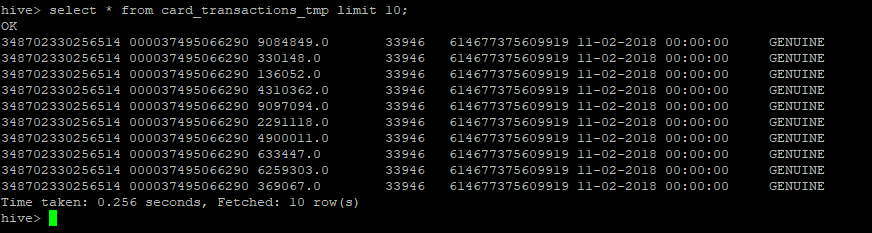 hive> select * from card_transactions_tmp limit 10;
OK
348702330256514 000037495066290 9084849.0 33946 614677375609919 11-02-2018 00:00:00 GENUINE
348702330256514 000037495066290 330148.0 33946 614677375609919 11-02-2018 00:00:00 GENUINE
348702330256514 000037495066290 136052.0 33946 614677375609919 11-02-2018 00:00:00 GENUINE
348702330256514 000037495066290 4310362.0 33946 614677375609919 11-02-2018 00:00:00 GENUINE
348702330256514 000037495066290 9097094.0 33946 614677375609919 11-02-2018 00:00:00 GENUINE
348702330256514 000037495066290 2291118.0 33946 614677375609919 11-02-2018 00:00:00 GENUINE
348702330256514 000037495066290 4900011.0 33946 614677375609919 11-02-2018 00:00:00 GENUINE
348702330256514 000037495066290 633447.0 33946 614677375609919 11-02-2018 00:00:00 GENUINE
348702330256514 000037495066290 6259303.0 33946 614677375609919 11-02-2018 00:00:00 GENUINE
348702330256514 000037495066290 369067.0 33946 614677375609919 11-02-2018 00:00:00 GENUINE
Time taken: 0.256 seconds, Fetched: 10 row(s)
hive>